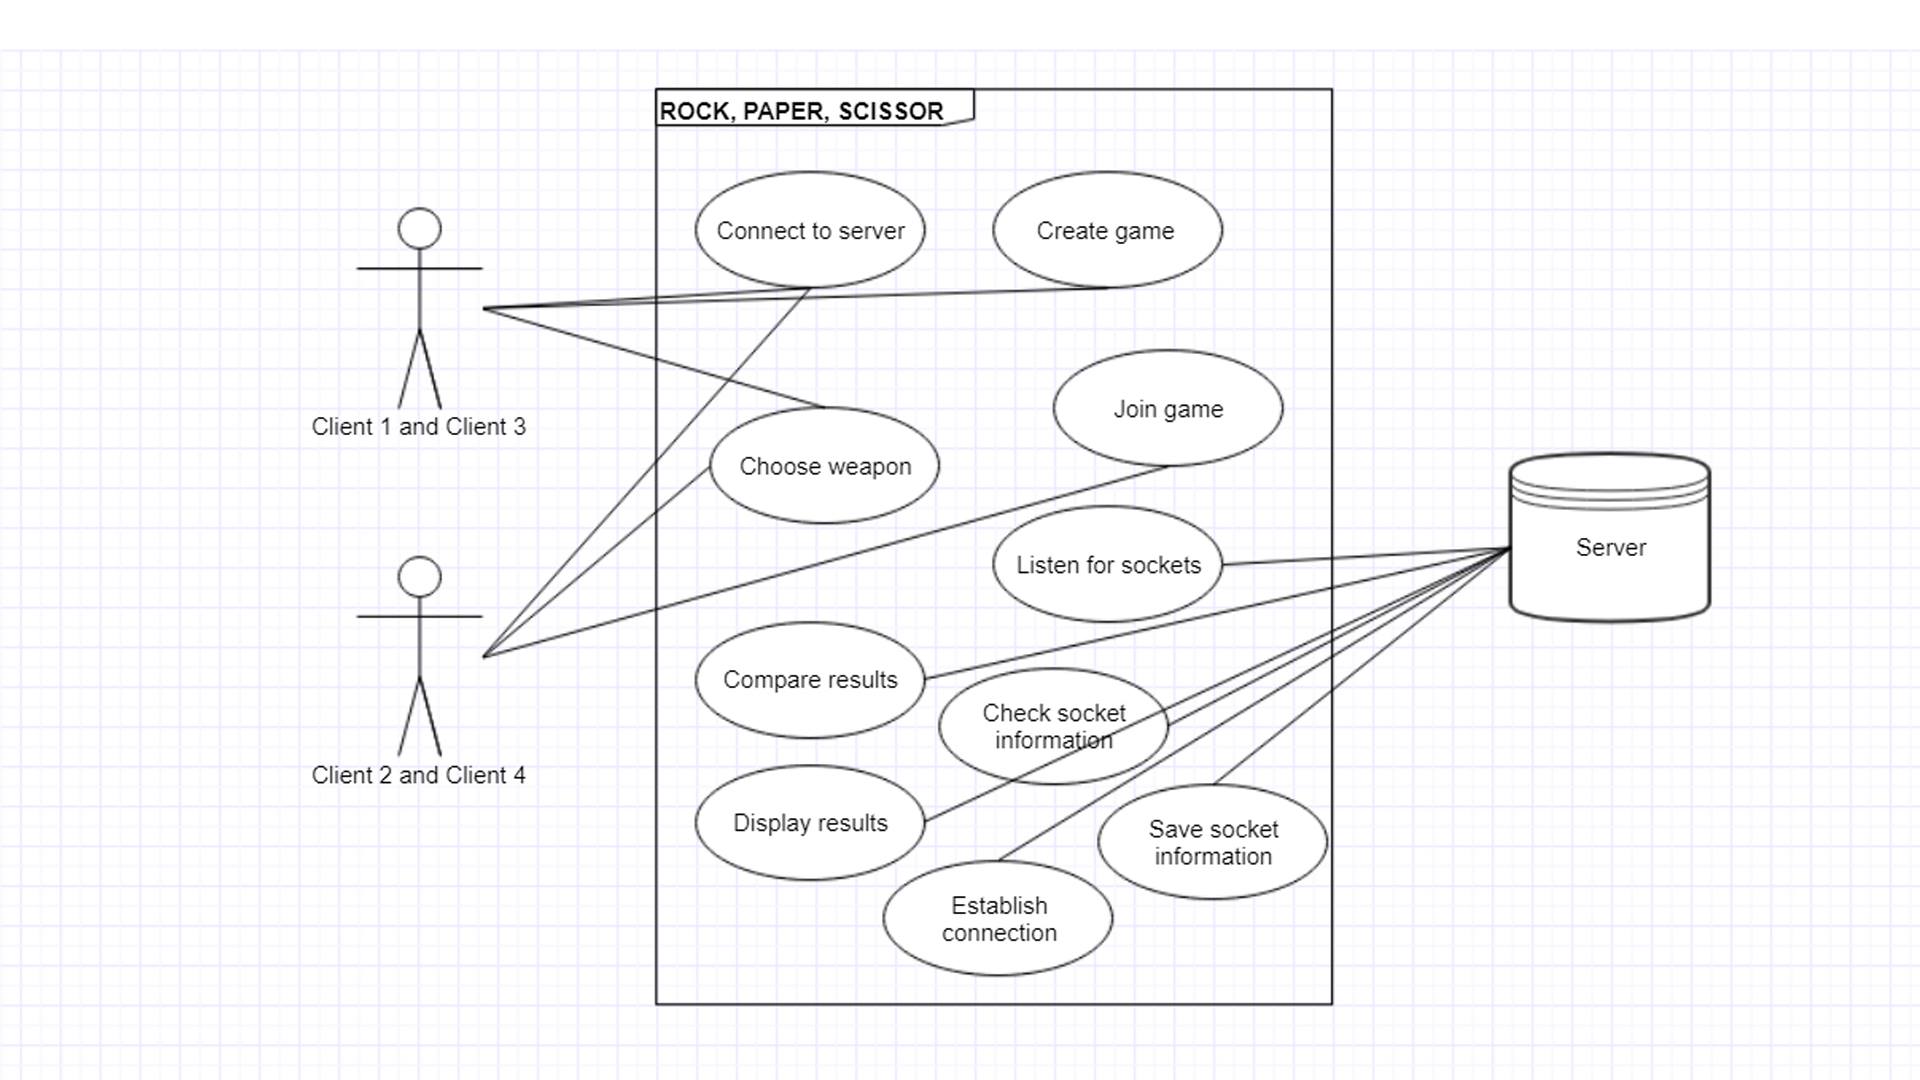 ROCK, PAPER, SCISSOR
Connect to server
Create game
Client 1 and Client 3
Join game
Choose weapon
Listen for sockets
Server
Compare results
Check socket
information
Client 2 and Client 4
Display results
Save socket
information
Establish
connection